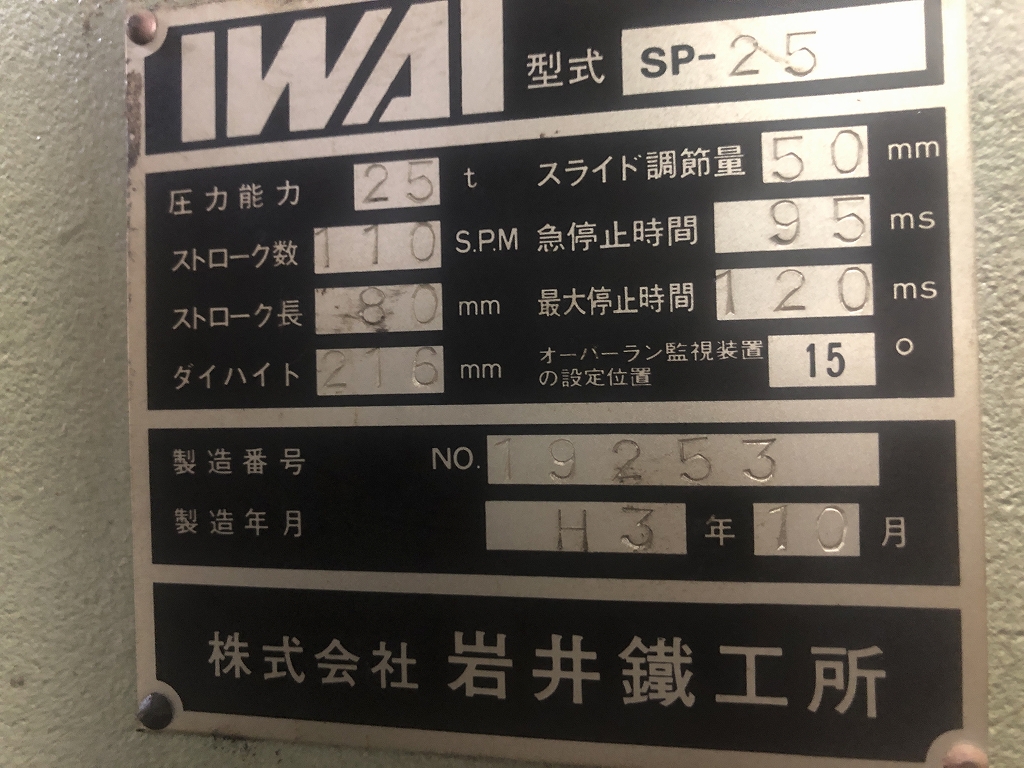 IWAI 型式 SP-25
圧力能力 25 t
ストローク数 110 S.P.M
ストローク長 80 mm
ダイハイト 216 mm
スライド調節量 50 mm
急停止時間 95 ms
最大停止時間 120 ms
オーバーラン監視装置
の設定位置 15 °
製造番号 NO. 19253
製造年月 H3 年 10 月
株式会社 岩井鐵工所